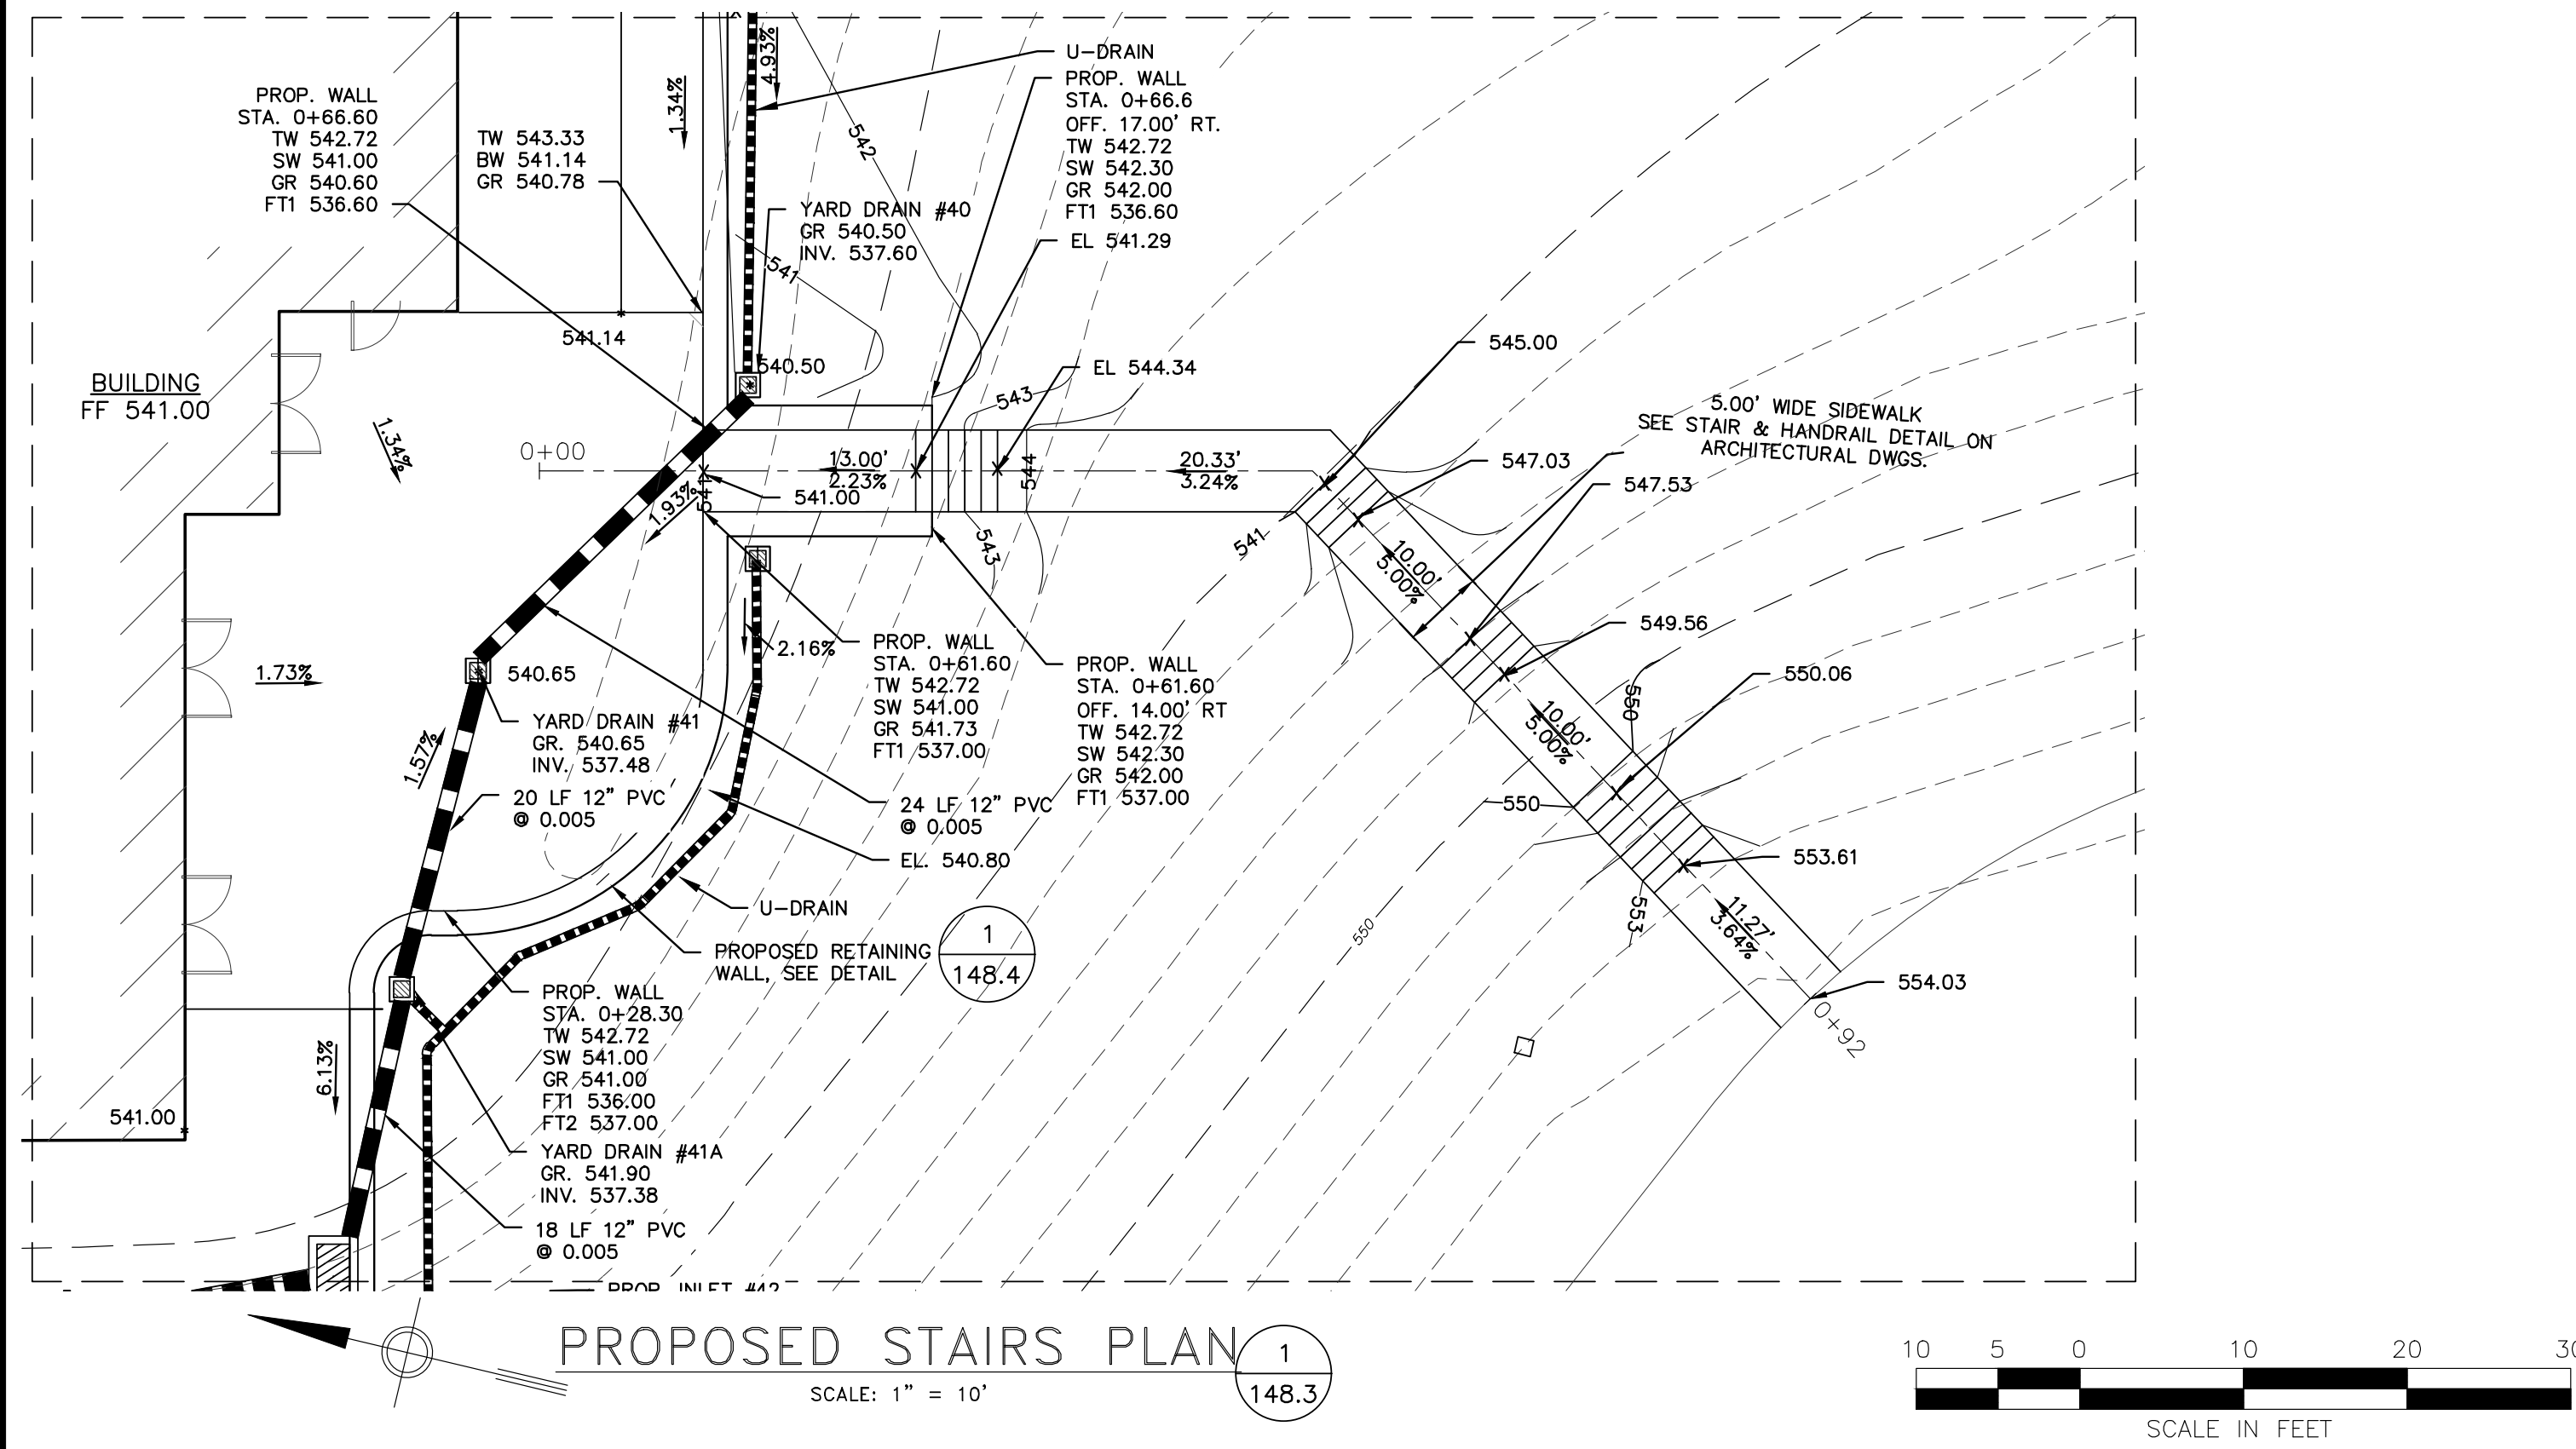 PROP. WALL
STA. 0+66.60
TW 542.72
SW 541.00
GR 540.60
FT1 536.60
TW 543.33
BW 541.14
GR 540.78
1.34%
4.93%
U-DRAIN
PROP. WALL
STA. 0+66.6
OFF. 17.00' RT.
TW 542.72
SW 542.30
GR 542.00
FT1 536.60
EL 541.29
542
YARD DRAIN #40
GR 540.50
INV. 537.60
541
541.14
540.50
BUILDING
FF 541.00
1.34%
0+00
13.00'
2.23%
541
541.00
1.93%
EL 544.34
543
544
543
20.33'
3.24%
541
545.00
547.03
547.53
5.00' WIDE SIDEWALK
SEE STAIR & HANDRAIL DETAIL ON
ARCHITECTURAL DWGS.
10.00'
5.00%
549.56
550.06
550
10.00'
5.00%
550
553.61
553
11.27'
3.64%
554.03
0+92
550
1.73%
540.65
YARD DRAIN #41
GR. 540.65
INV. 537.48
1.57%
20 LF 12" PVC
@ 0.005
2.16%
PROP. WALL
STA. 0+61.60
TW 542.72
SW 541.00
GR 541.73
FT1 537.00
PROP. WALL
STA. 0+61.60
OFF. 14.00' RT
TW 542.72
SW 542.30
GR 542.00
FT1 537.00
24 LF 12" PVC
@ 0.005
EL. 540.80
U-DRAIN
PROPOSED RETAINING
WALL, SEE DETAIL
1
148.4
PROP. WALL
STA. 0+28.30
TW 542.72
SW 541.00
GR 541.00
FT1 536.00
FT2 537.00
6.13%
541.00
YARD DRAIN #41A
GR. 541.90
INV. 537.38
18 LF 12" PVC
@ 0.005
PROP. INLET #42
PROPOSED STAIRS PLAN
SCALE: 1" = 10'
1
148.3
10 5 0 10 20 30
SCALE IN FEET